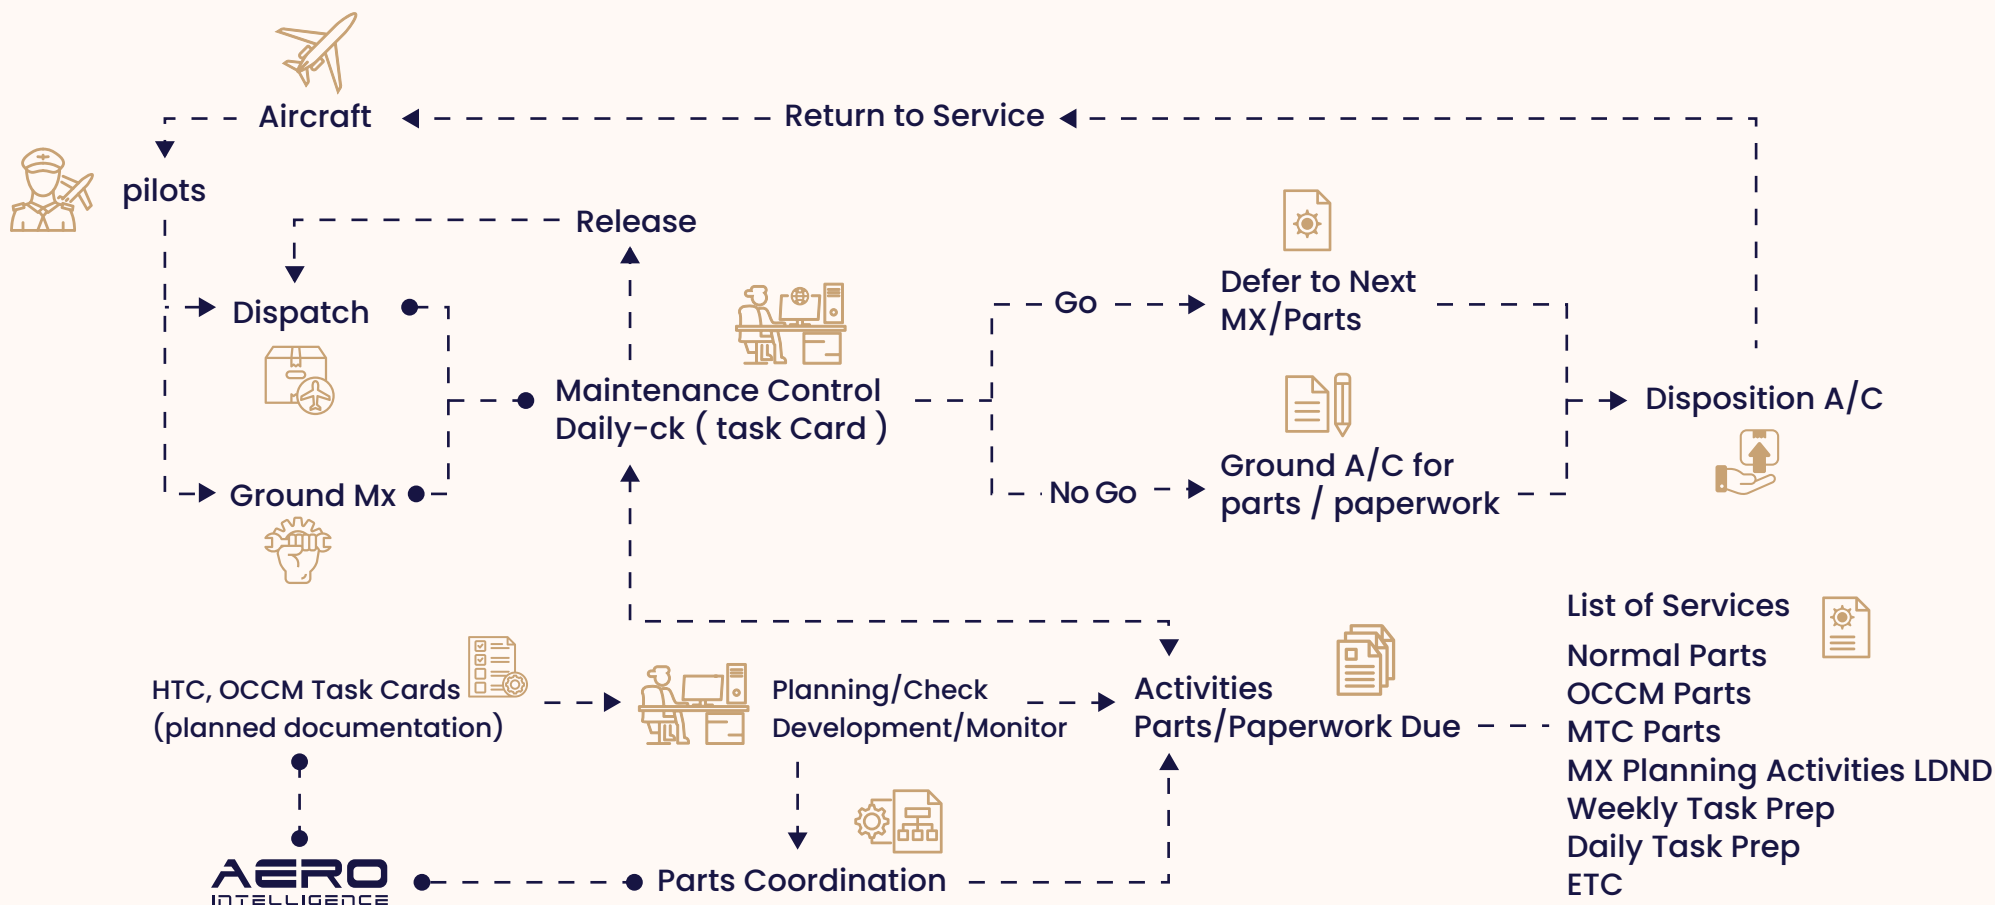 Aircraft
Return to Service
pilots
Release
Dispatch
Go
Defer to Next
MX/Parts
Maintenance Control
Daily-ck ( task Card )
Disposition A/C
Ground Mx
No Go
Ground A/C for
parts / paperwork
HTC, OCCM Task Cards
(planned documentation)
Planning/Check
Development/Monitor
Activities
Parts/Paperwork Due
List of Services
Normal Parts
OCCM Parts
MTC Parts
MX Planning Activities LDND
Weekly Task Prep
Daily Task Prep
ETC
AERO
INTELLIGENCE
Parts Coordination